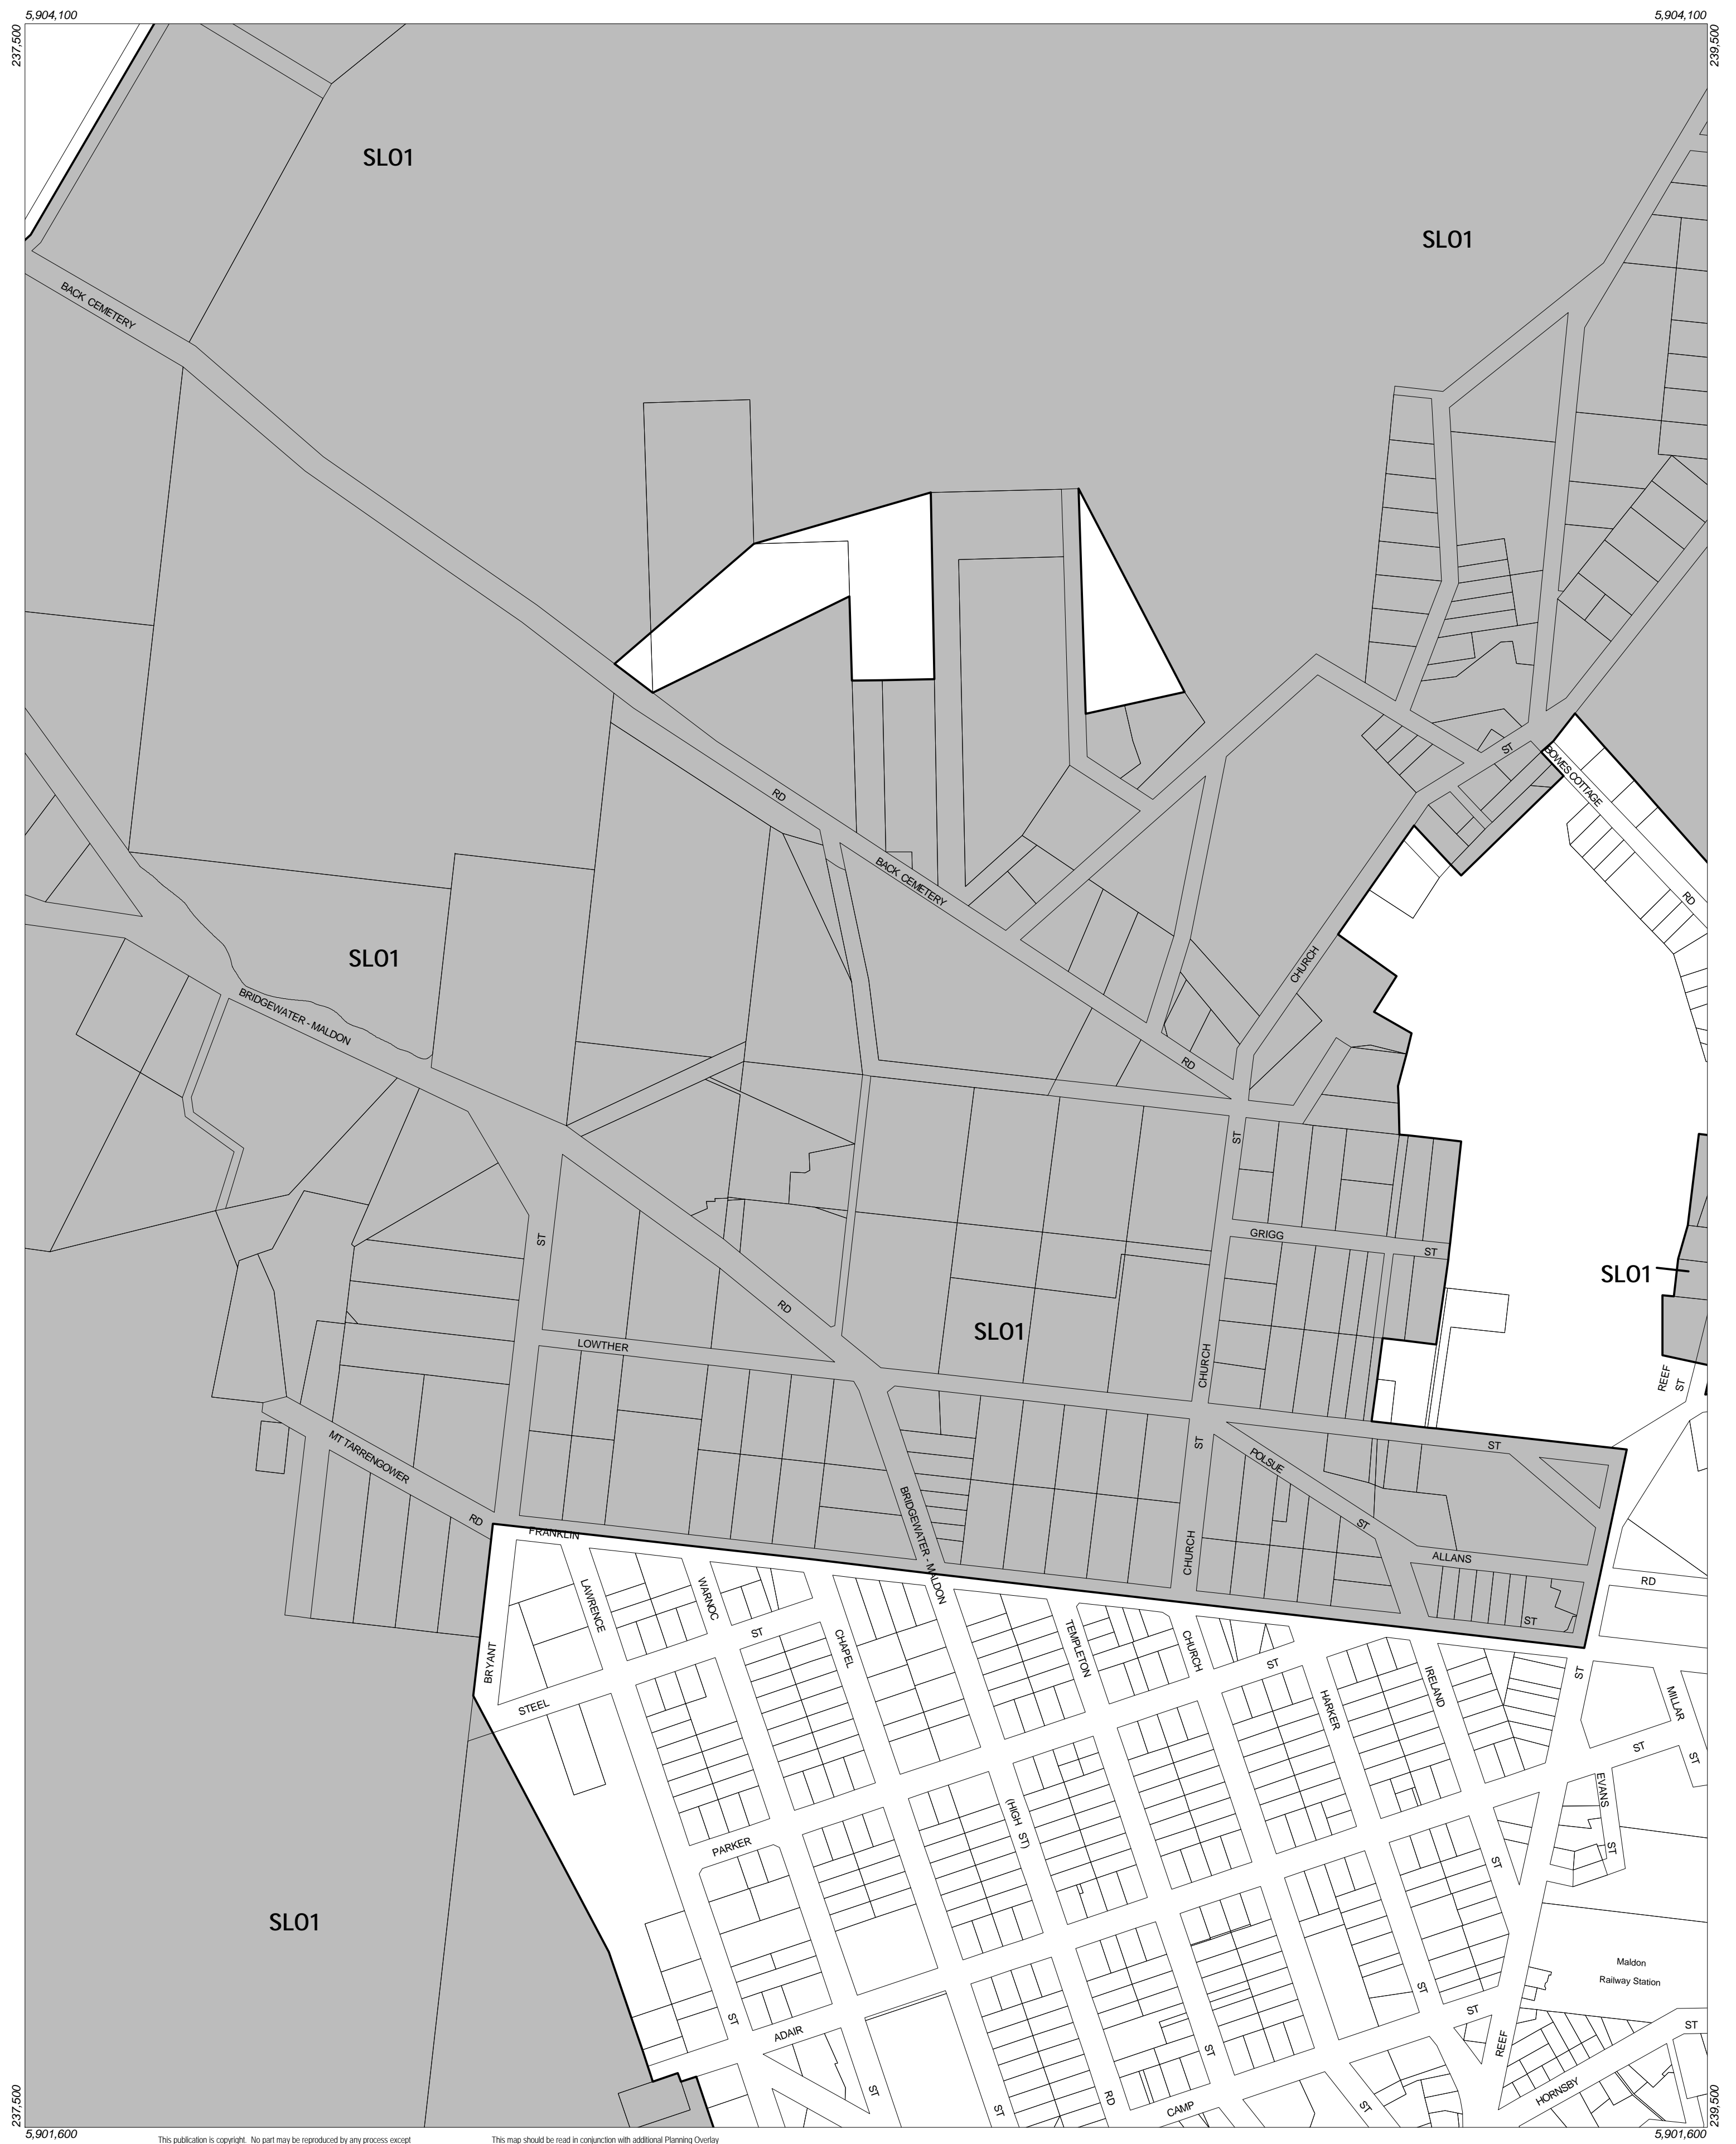 5,904,100
5,904,100
237,500
239,500
SLO1
SLO1
BACK CEMETERY
RD
ST
BOWES COTTAGE
BACK CEMETERY
RD
SLO1
CHURCH
BRIDGEWATER - MALDON
RD
ST
ST
GRIGG
ST
SLO1
RD
SLO1
LOWTHER
CHURCH
REEF
ST
MT TARRENGOWER
ST
POLSUE
ST
BRIDGEWATER - MALDON
RD
FRANKLIN
ST
CHURCH
ALLANS
RD
LAWRENCE
WARNOC
ST
ST
CHAPEL
TEMPLETON
CHURCH
BRYANT
ST
ST
IRELAND
MILLAR
STEEL
HARKER
ST
ST
EVANS
(HIGH ST)
PARKER
ST
ST
SLO1
Maldon
Railway Station
ST
ST
ST
ADAIR
ST
REEF
ST
ST
HORNSBY
RD
CAMP
ST
ST
237,500
239,500
5,901,600
5,901,600
This publication is copyright. No part may be reproduced by any process except
This map should be read in conjunction with additional Planning Overlay